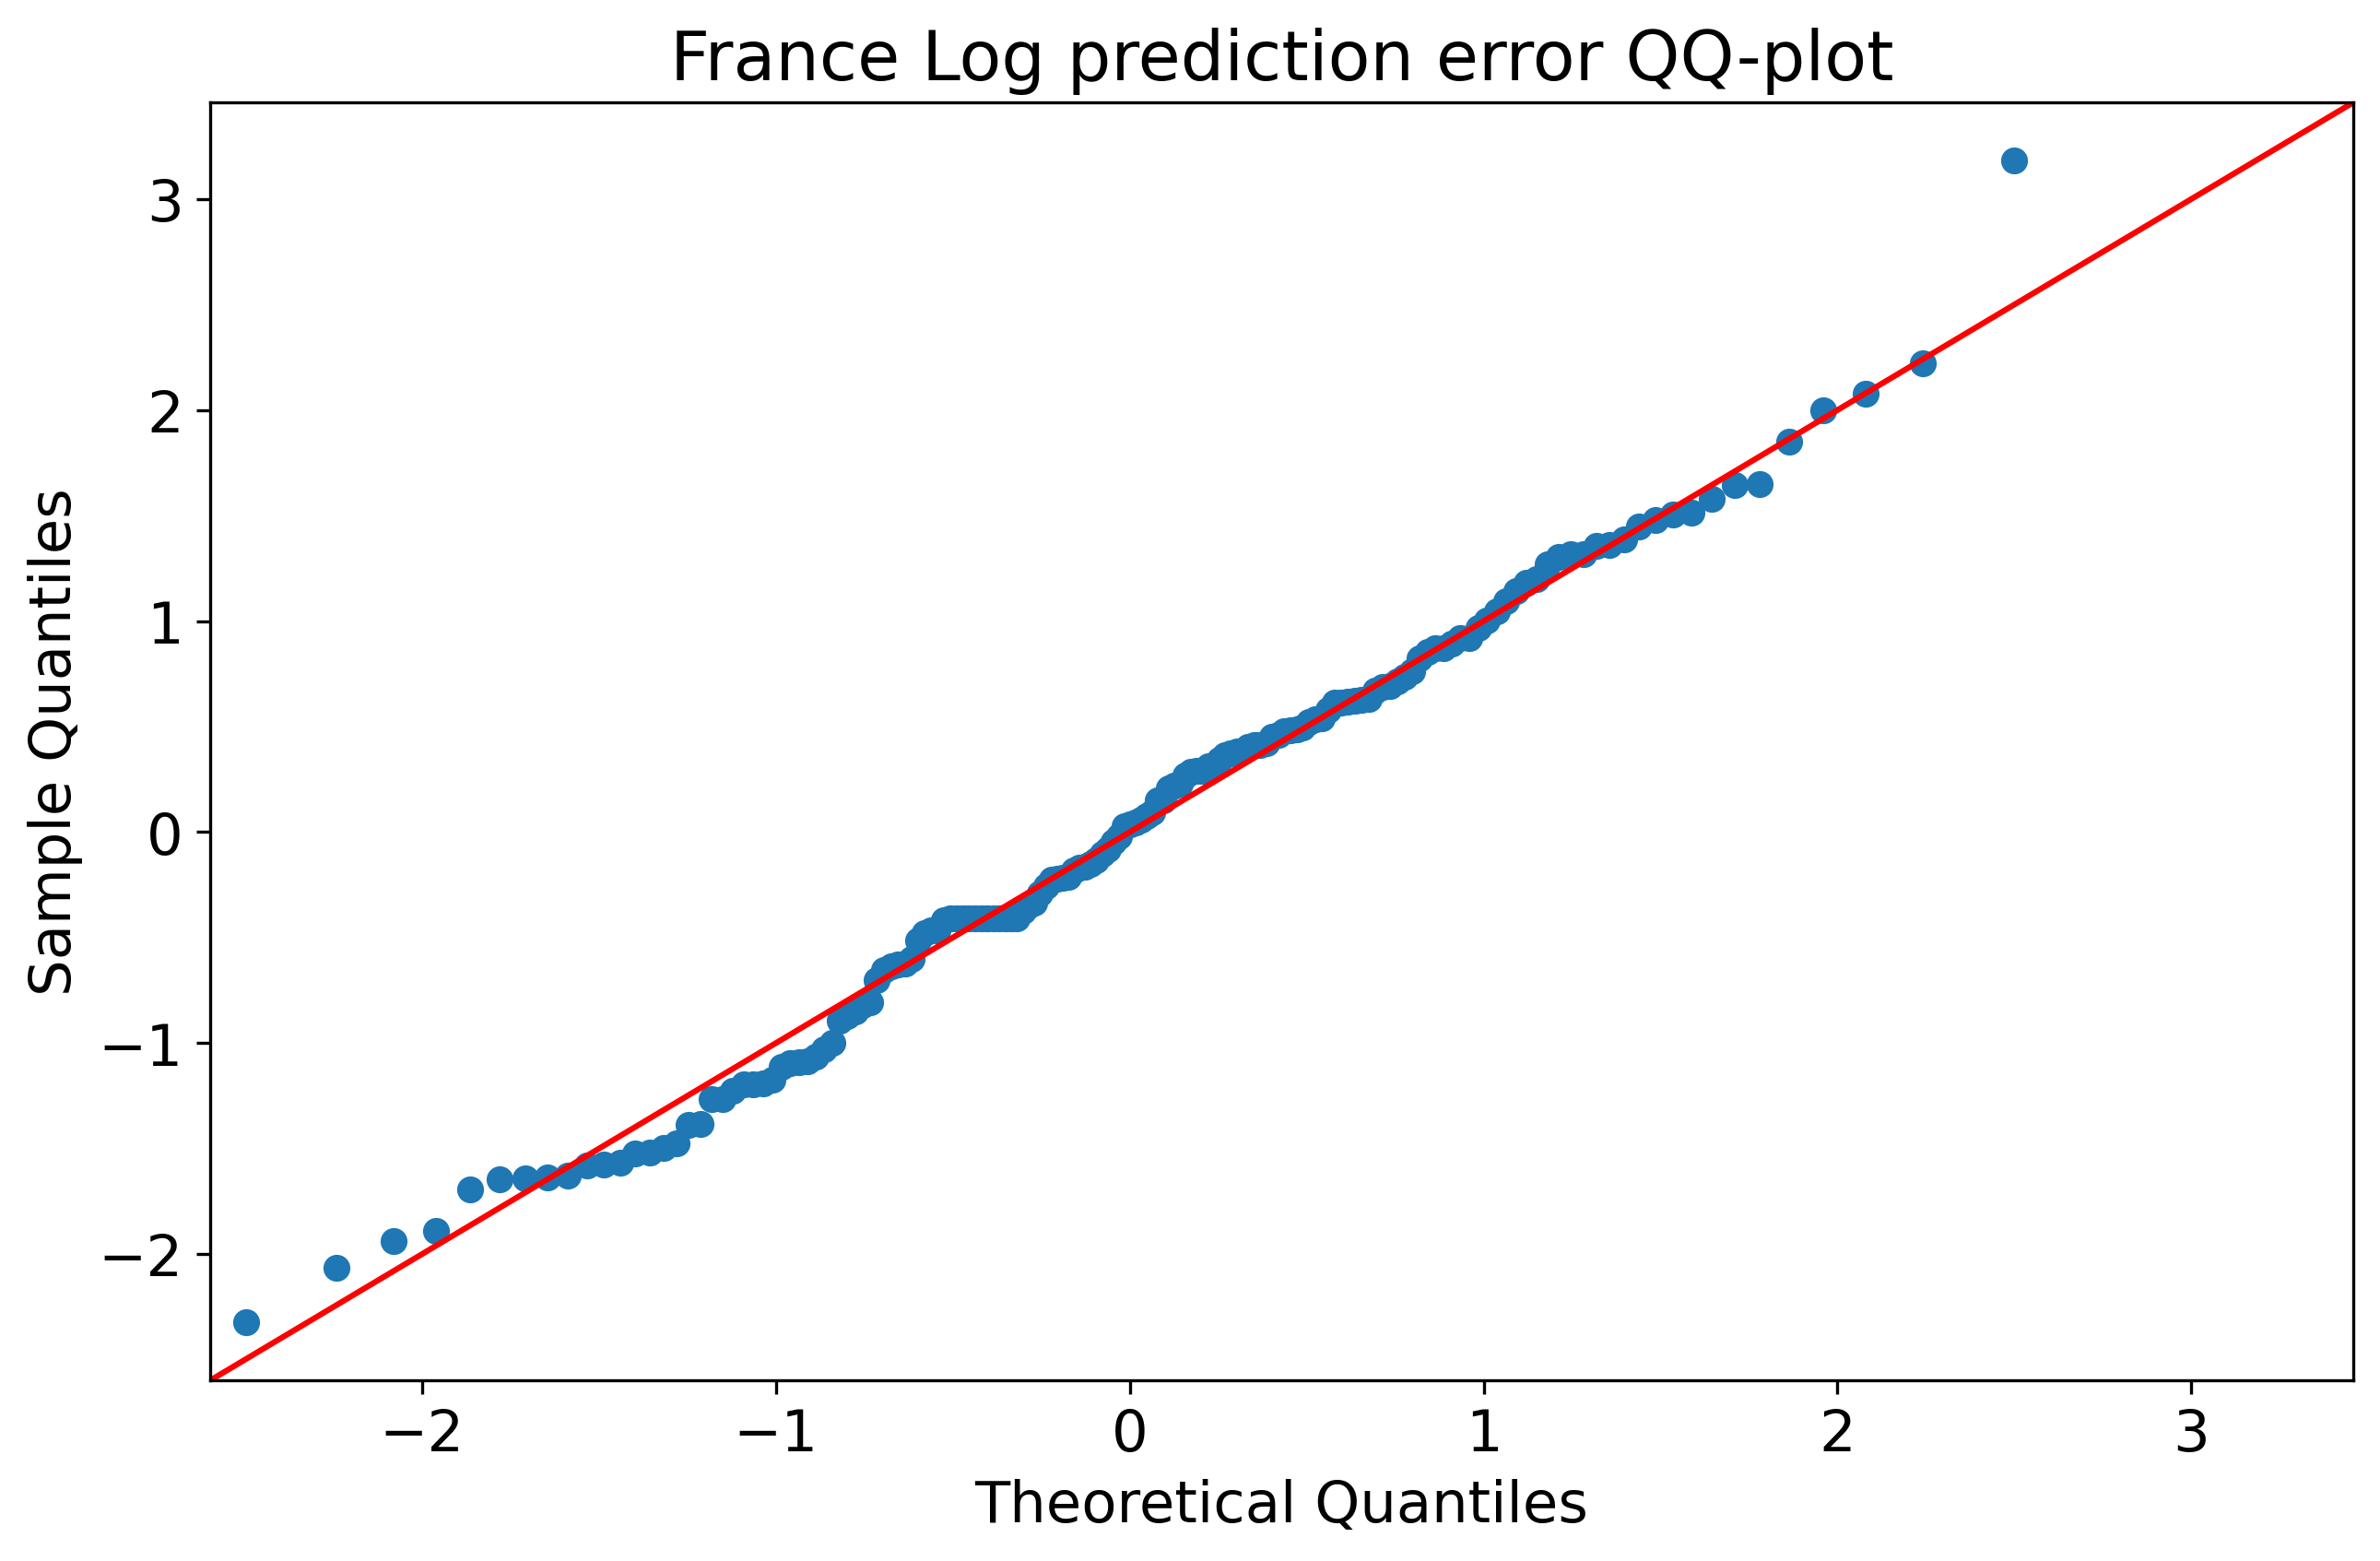 France Log prediction error QQ-plot
3
2
1
0
−1
−2
Sample Quantiles
−2 −1 0 1 2 3
Theoretical Quantiles